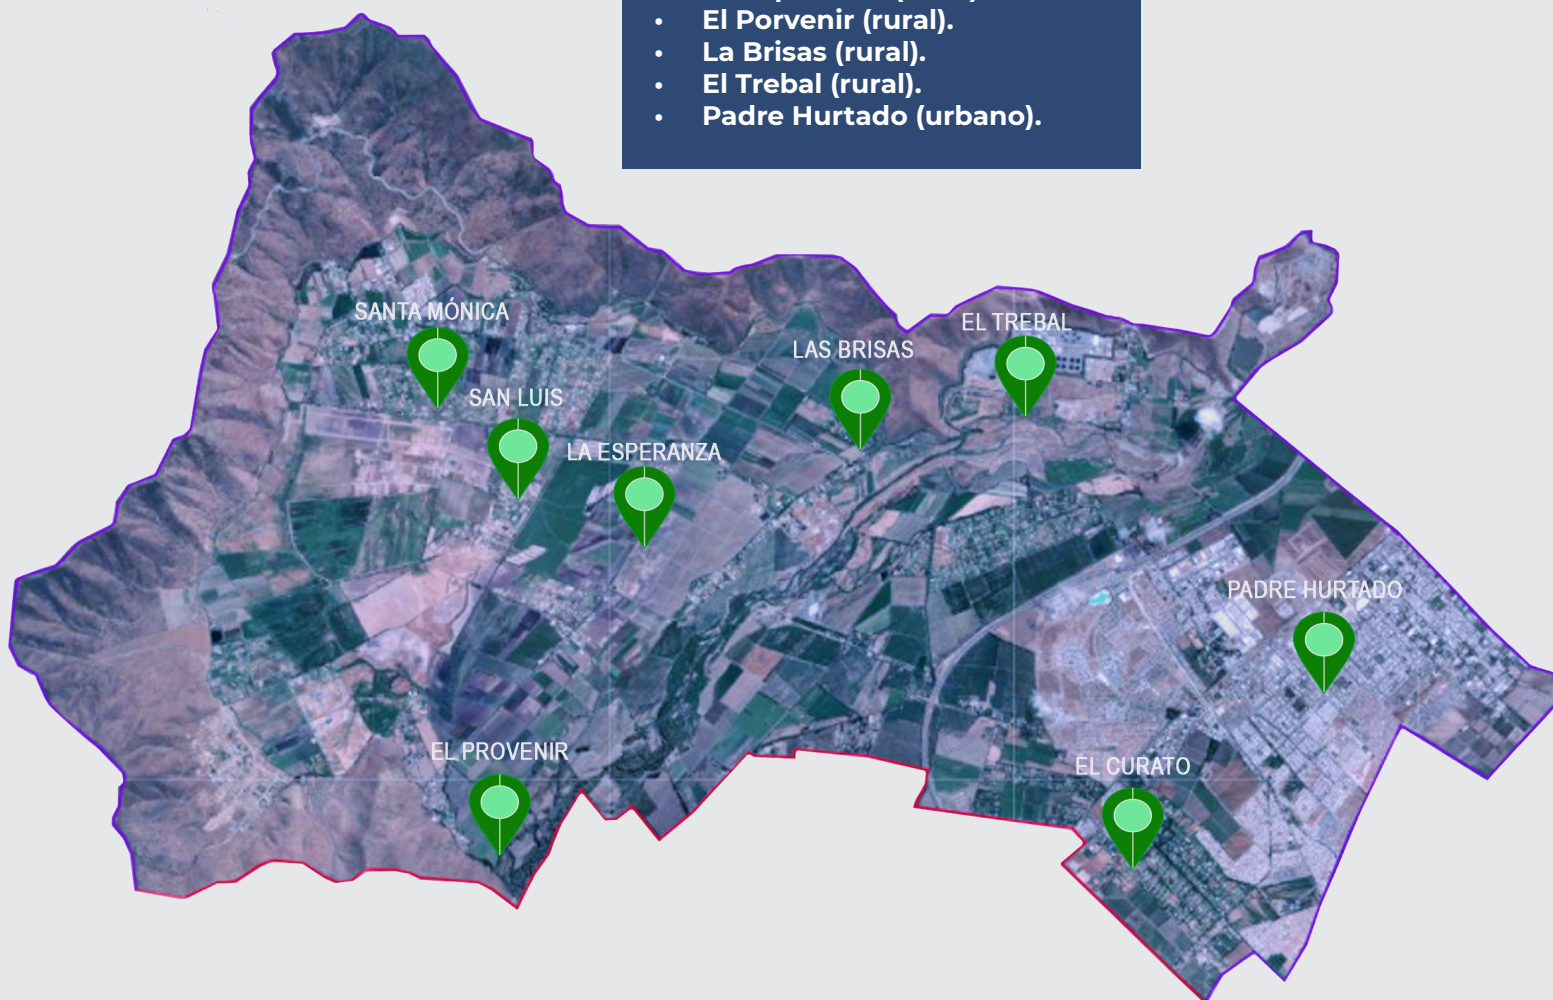 • El Porvenir (rural).
• La Brisas (rural).
• El Trebal (rural).
• Padre Hurtado (urbano).
SANTA MÓNICA
EL TREBAL
LAS BRISAS
SAN LUIS
LA ESPERANZA
PADRE HURTADO
EL PROVENIR
EL CURATO